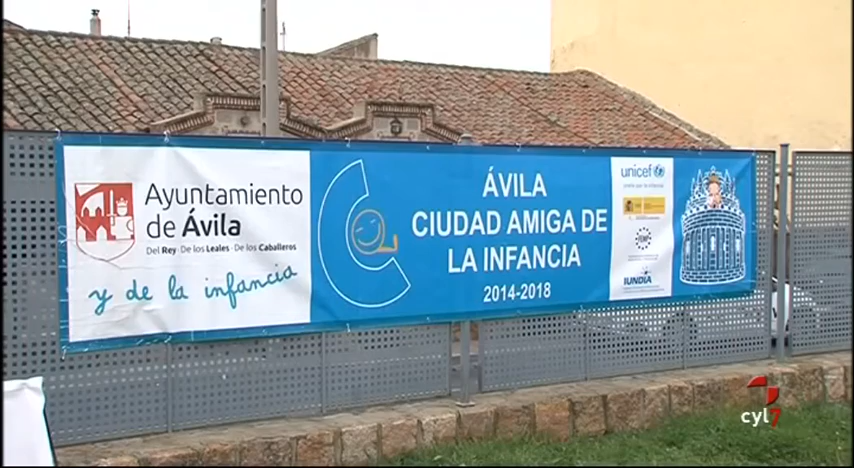 Ayuntamiento
de Ávila
Del Rey · De los Leales · De los Caballeros
y de la infancia
ÁVILA
CIUDAD AMIGA DE
LA INFANCIA
2014-2018
unicef
FEMP
IUNDIA
cyl7